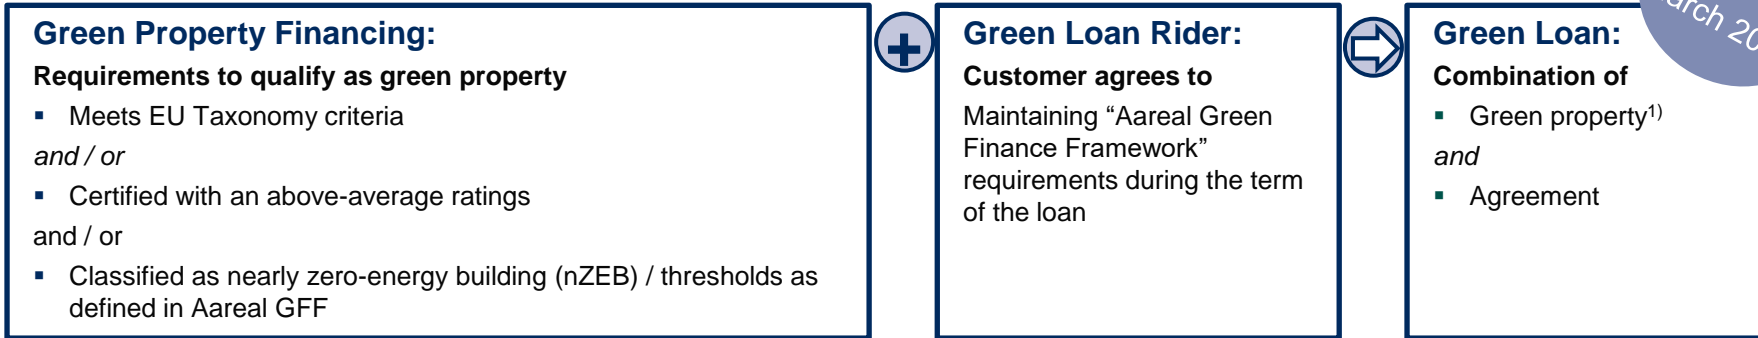 Green Property Financing:
Requirements to qualify as green property
▪ Meets EU Taxonomy criteria
and / or
▪ Certified with an above-average ratings
and / or
▪ Classified as nearly zero-energy building (nZEB) / thresholds as
defined in Aareal GFF
+
Green Loan Rider:
Customer agrees to
Maintaining “Aareal Green
Finance Framework”
requirements during the term
of the loan
Green Loan:
Combination of
▪ Green property1)
and
▪ Agreement